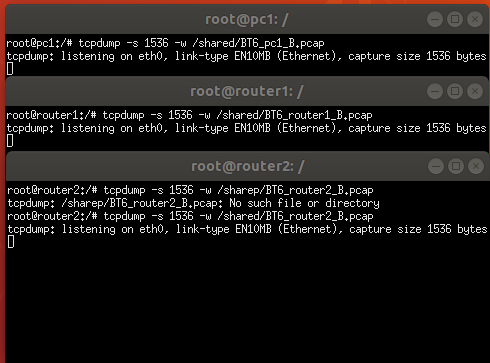 root@pc1: /
root@pc1:/# tcpdump -s 1536 -w /shared/BT6_pc1_B.pcap
tcpdump: listening on eth0, link-type EN10MB (Ethernet), capture size 1536 bytes
root@router1: /
root@router1:/# tcpdump -s 1536 -w /shared/BT6_router1_B.pcap
tcpdump: listening on eth0, link-type EN10MB (Ethernet), capture size 1536 bytes
root@router2: /
root@router2:/# tcpdump -s 1536 -w /sharep/BT6_router2_B.pcap
tcpdump: /sharep/BT6_router2_B.pcap: No such file or directory
root@router2:/# tcpdump -s 1536 -w /shared/BT6_router2_B.pcap
tcpdump: listening on eth0, link-type EN10MB (Ethernet), capture size 1536 bytes